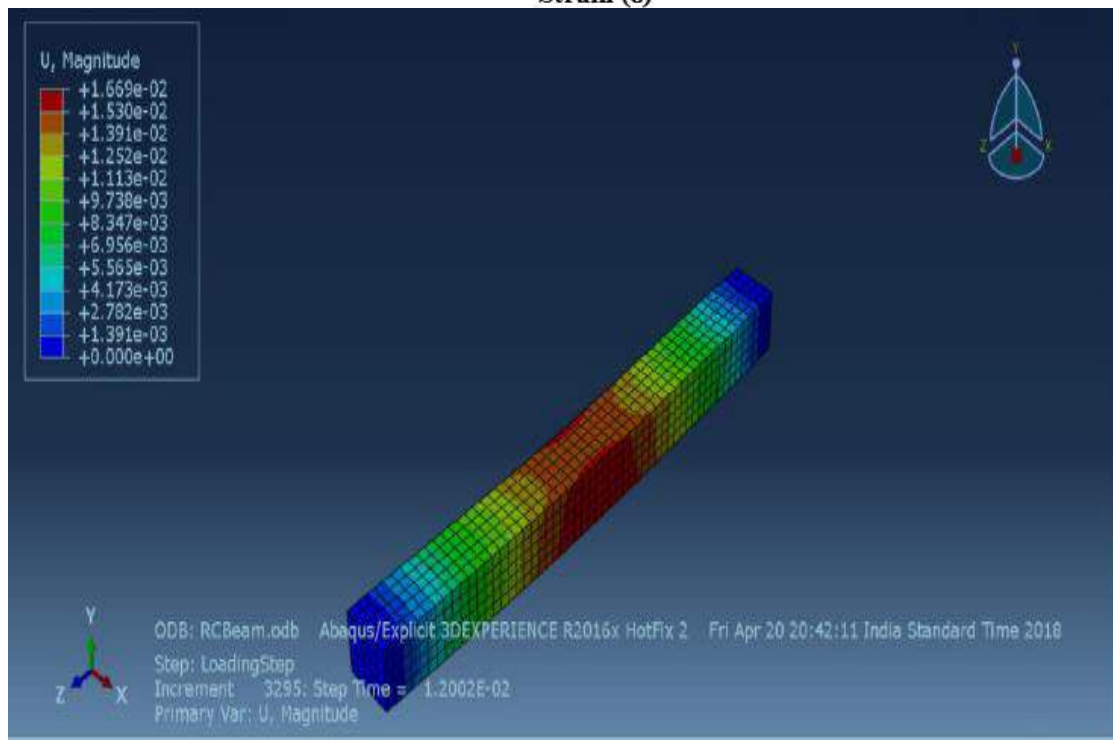 Strain (ε)
U, Magnitude
+1.669e-02
+1.530e-02
+1.391e-02
+1.252e-02
+1.113e-02
+9.738e-03
+8.347e-03
+6.956e-03
+5.565e-03
+4.173e-03
+2.782e-03
+1.391e-03
+0.000e+00
Y
Z X
Y
Z X
ODB: RCBeam.odb Abaqus/Explicit 3DEXPERIENCE R2016x HotFix 2 Fri Apr 20 20:42:11 India Standard Time 2018
Step: LoadingStep
Increment 3295: Step Time = 1.2002E-02
Primary Var: U, Magnitude